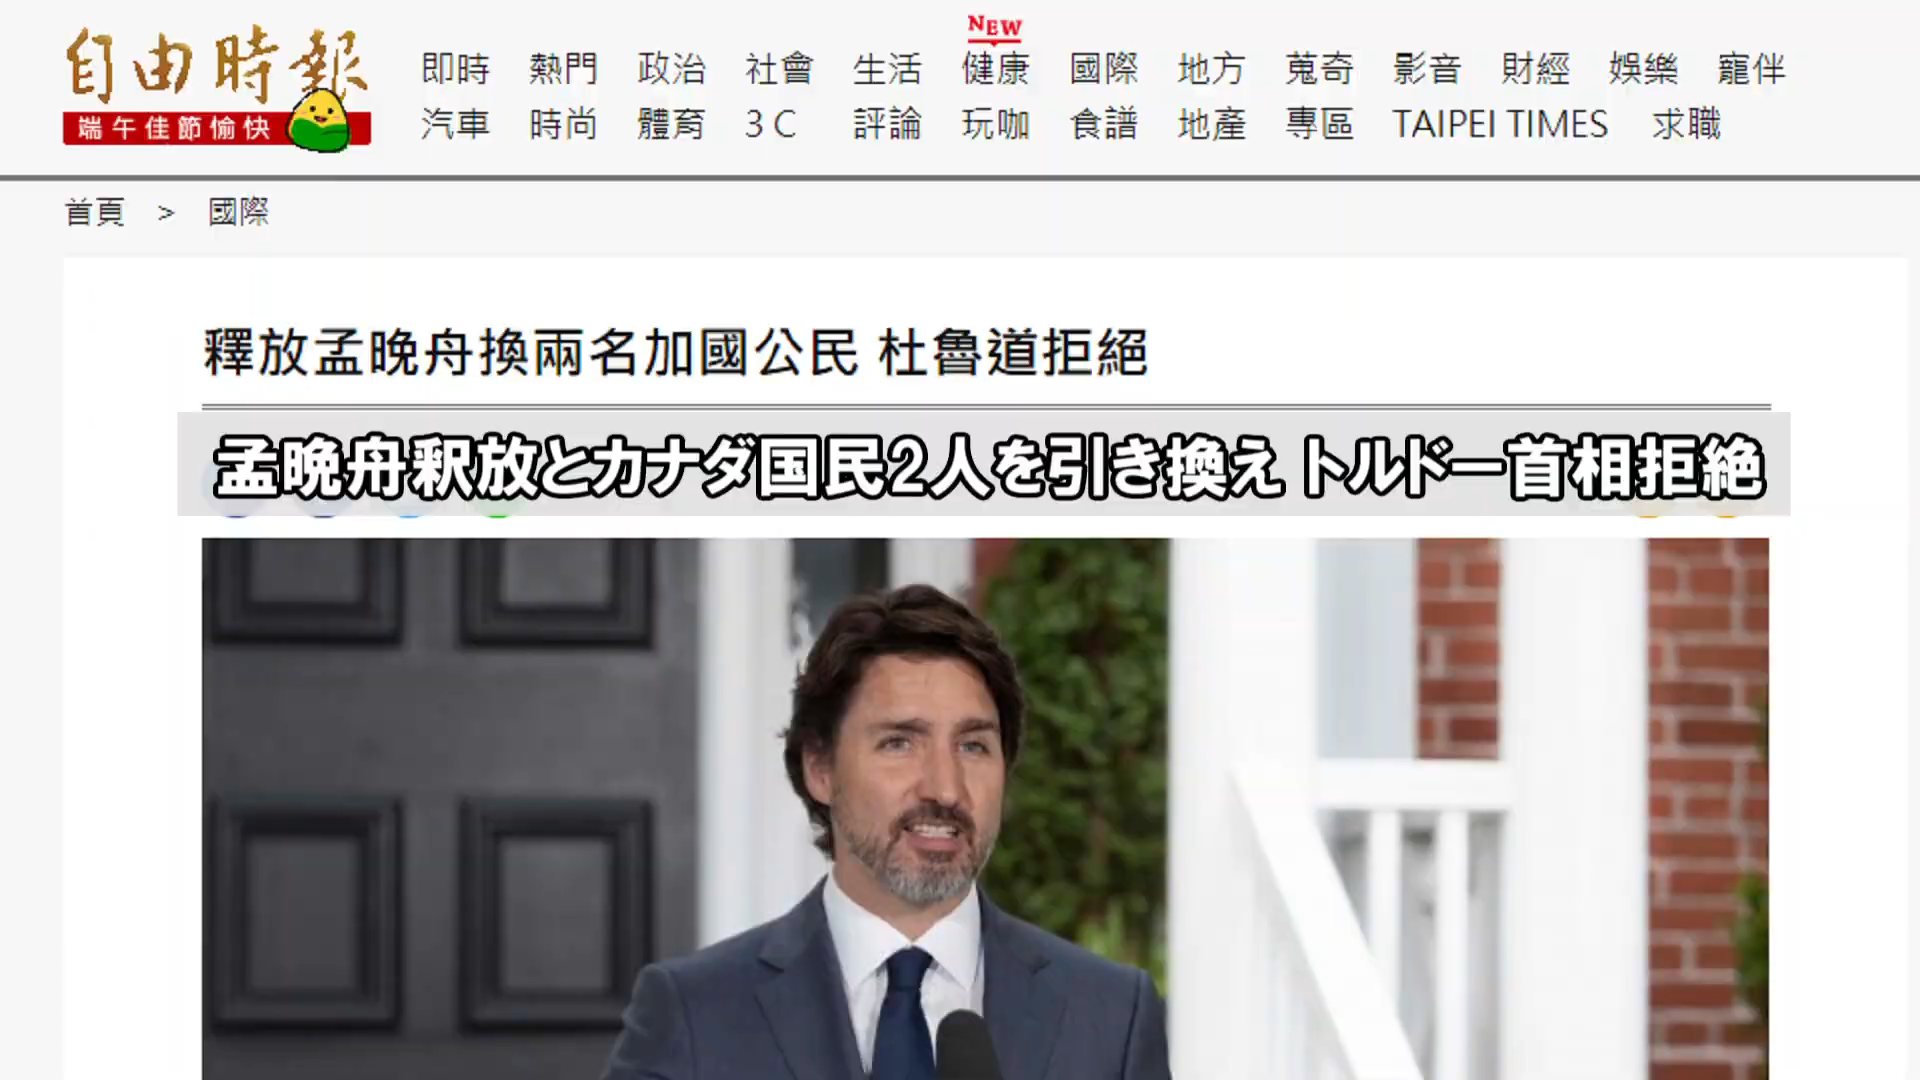 自由時報
端午佳節愉快
NEW
即時 熱門 政治 社會 生活 健康 國際 地方 蒐奇 影音 財經 娛樂 寵伴
汽車 時尚 體育 3C 評論 玩咖 食譜 地產 專區 TAIPEI TIMES 求職
首頁 > 國際
釋放孟晚舟換兩名加國公民 杜魯道拒絕
孟晩舟釈放とカナダ国民2人を引き換え トルドー首相拒絶